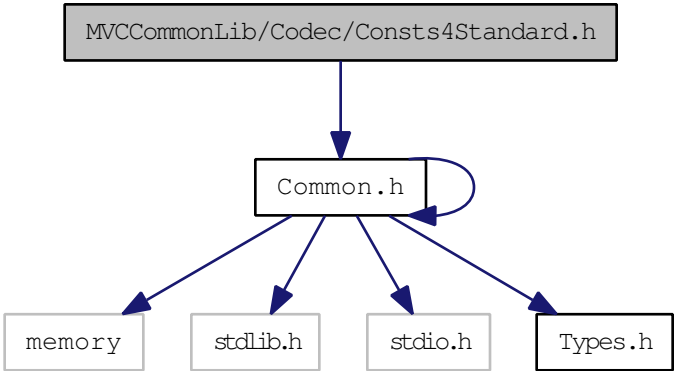 MVCCommonLib/Codec/Consts4Standard.h
Common.h
memory
stdlib.h
stdio.h
Types.h